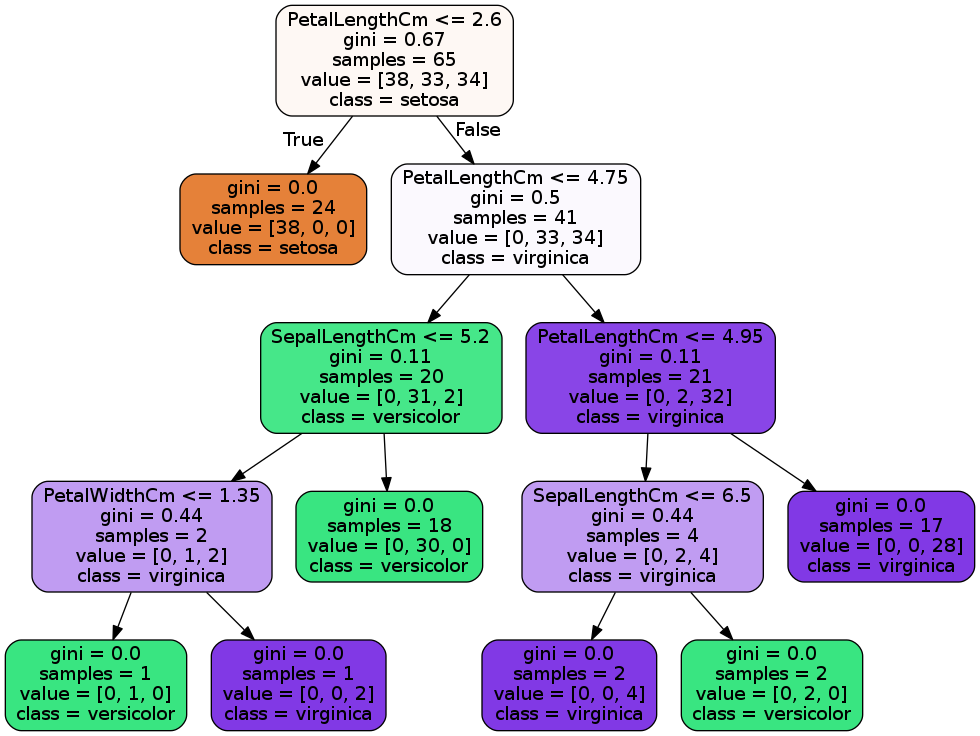 PetalLengthCm <= 2.6
gini = 0.67
samples = 65
value = [38, 33, 34]
class = setosa
True
False
gini = 0.0
samples = 24
value = [38, 0, 0]
class = setosa
PetalLengthCm <= 4.75
gini = 0.5
samples = 41
value = [0, 33, 34]
class = virginica
SepalLengthCm <= 5.2
gini = 0.11
samples = 20
value = [0, 31, 2]
class = versicolor
PetalLengthCm <= 4.95
gini = 0.11
samples = 21
value = [0, 2, 32]
class = virginica
PetalWidthCm <= 1.35
gini = 0.44
samples = 2
value = [0, 1, 2]
class = virginica
gini = 0.0
samples = 18
value = [0, 30, 0]
class = versicolor
SepalLengthCm <= 6.5
gini = 0.44
samples = 4
value = [0, 2, 4]
class = virginica
gini = 0.0
samples = 17
value = [0, 0, 28]
class = virginica
gini = 0.0
samples = 1
value = [0, 1, 0]
class = versicolor
gini = 0.0
samples = 1
value = [0, 0, 2]
class = virginica
gini = 0.0
samples = 2
value = [0, 0, 4]
class = virginica
gini = 0.0
samples = 2
value = [0, 2, 0]
class = versicolor